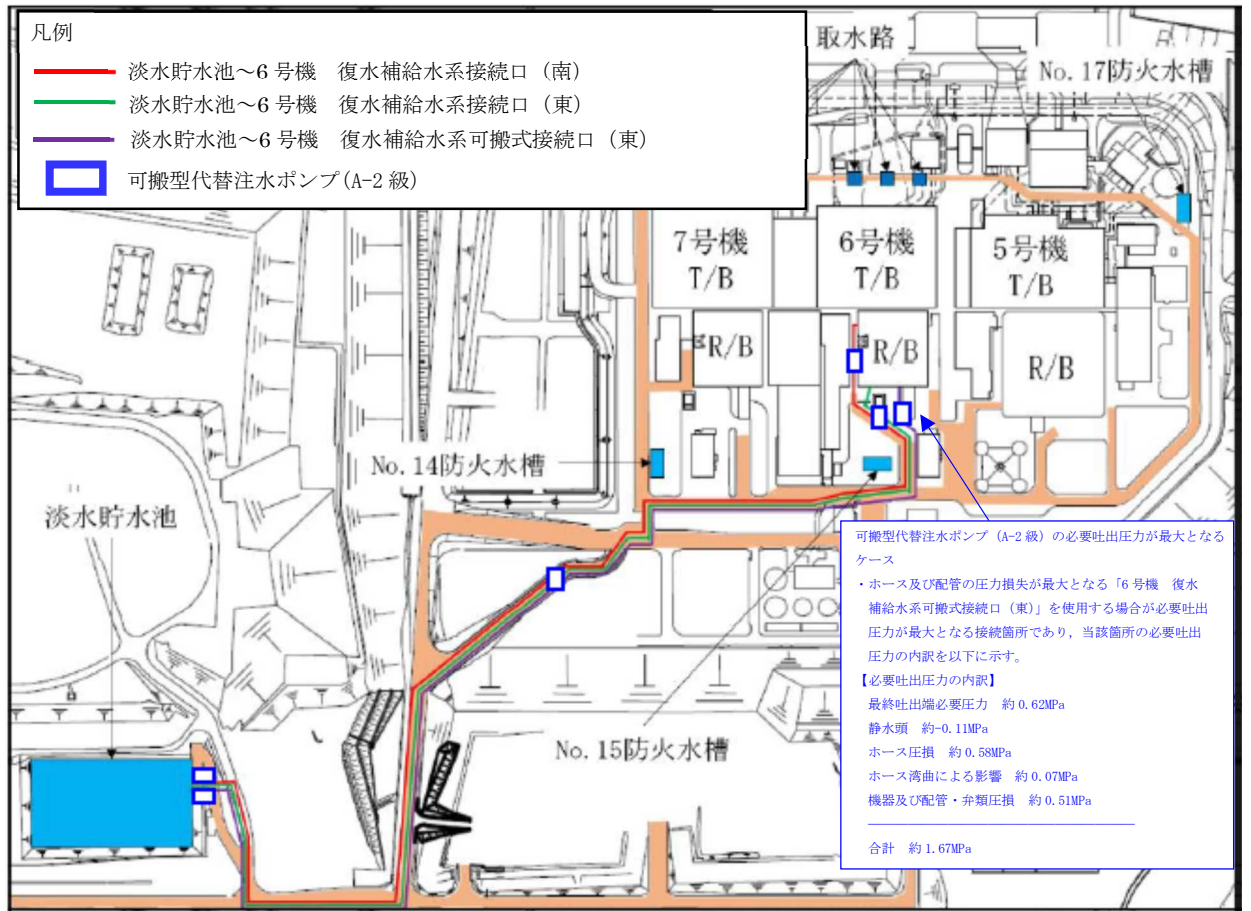 凡例
淡水貯水池～6 号機　復水補給水系接続口（南）
淡水貯水池～6 号機　復水補給水系接続口（東）
淡水貯水池～6 号機　復水補給水系可搬式接続口（東）
可搬型代替注水ポンプ(A-2 級)
取水路
No.17防火水槽
7号機
T/B
6号機
T/B
5号機
T/B
R/B
R/B
R/B
No.14防火水槽
淡水貯水池
No.15防火水槽
可搬型代替注水ポンプ（A-2 級）の必要吐出圧力が最大となる
ケース
・ホース及び配管の圧力損失が最大となる「6 号機　復水
補給水系可搬式接続口（東）」を使用する場合が必要吐出
圧力が最大となる接続箇所であり，当該箇所の必要吐出
圧力の内訳を以下に示す。
【必要吐出圧力の内訳】
最終吐出端必要圧力　約 0.62MPa
静水頭　約-0.11MPa
ホース圧損　約 0.58MPa
ホース湾曲による影響　約 0.07MPa
機器及び配管・弁類圧損　約 0.51MPa
合計　約 1.67MPa